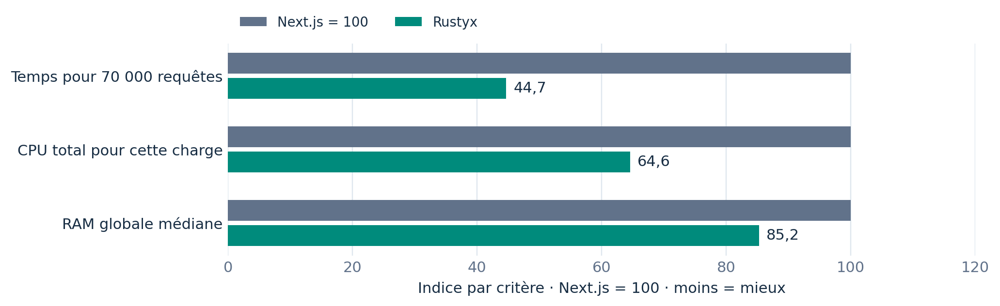 Next.js = 100 Rustyx
Temps pour 70 000 requêtes
44,7
CPU total pour cette charge
64,6
RAM globale médiane
85,2
0 20 40 60 80 100 120
Indice par critère · Next.js = 100 · moins = mieux